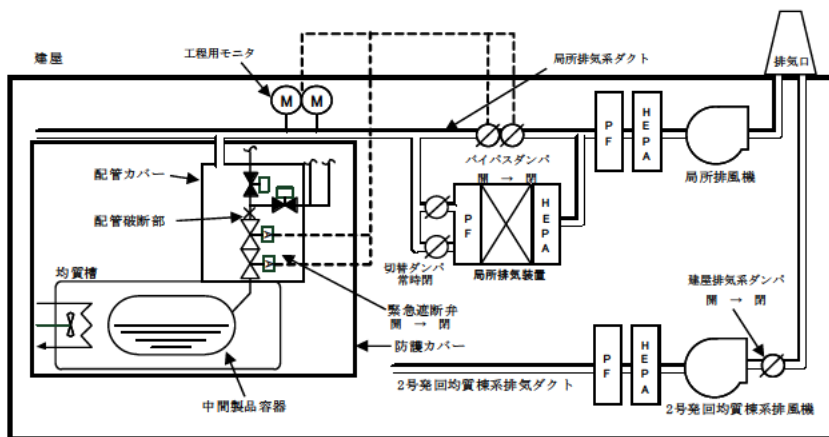 建屋
工程用モニタ
局所排気系ダクト
排気口
M
M
PF
HEPA
局所排風機
配管カバー
バイパスダンパ
開 → 閉
配管破断部
PF
HEPA
A
A
切替ダンパ
常時閉
局所排気装置
均質槽
緊急遮断弁
開 → 閉
建屋排気系ダンパ
開 → 閉
防護カバー
PF
HEPA
2号発回均質棟系排気ダクト
中間製品容器
2号発回均質棟系排風機